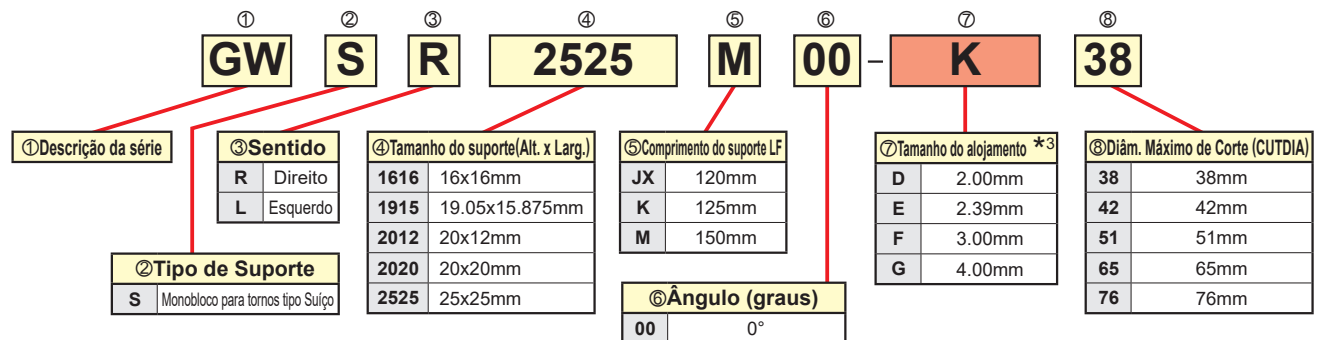 ① ② ③ ④ ⑤ ⑥ ⑦ ⑧
GW S R 2525 M 00 – K 38
①Descrição da série
③Sentido
R Direito
L Esquerdo
②Tipo de Suporte
S Monobloco para tornos tipo Suíço
④Tamanho do suporte(Alt. x Larg.)
1616 16x16mm
1915 19.05x15.875mm
2012 20x12mm
2020 20x20mm
2525 25x25mm
⑤Comprimento do suporte LF
JX 120mm
K 125mm
M 150mm
⑥Ângulo (graus)
00 0°
⑦Tamanho do alojamento *3
D 2.00mm
E 2.39mm
F 3.00mm
G 4.00mm
⑧Diâm. Máximo de Corte (CUTDIA)
38 38mm
42 42mm
51 51mm
65 65mm
76 76mm